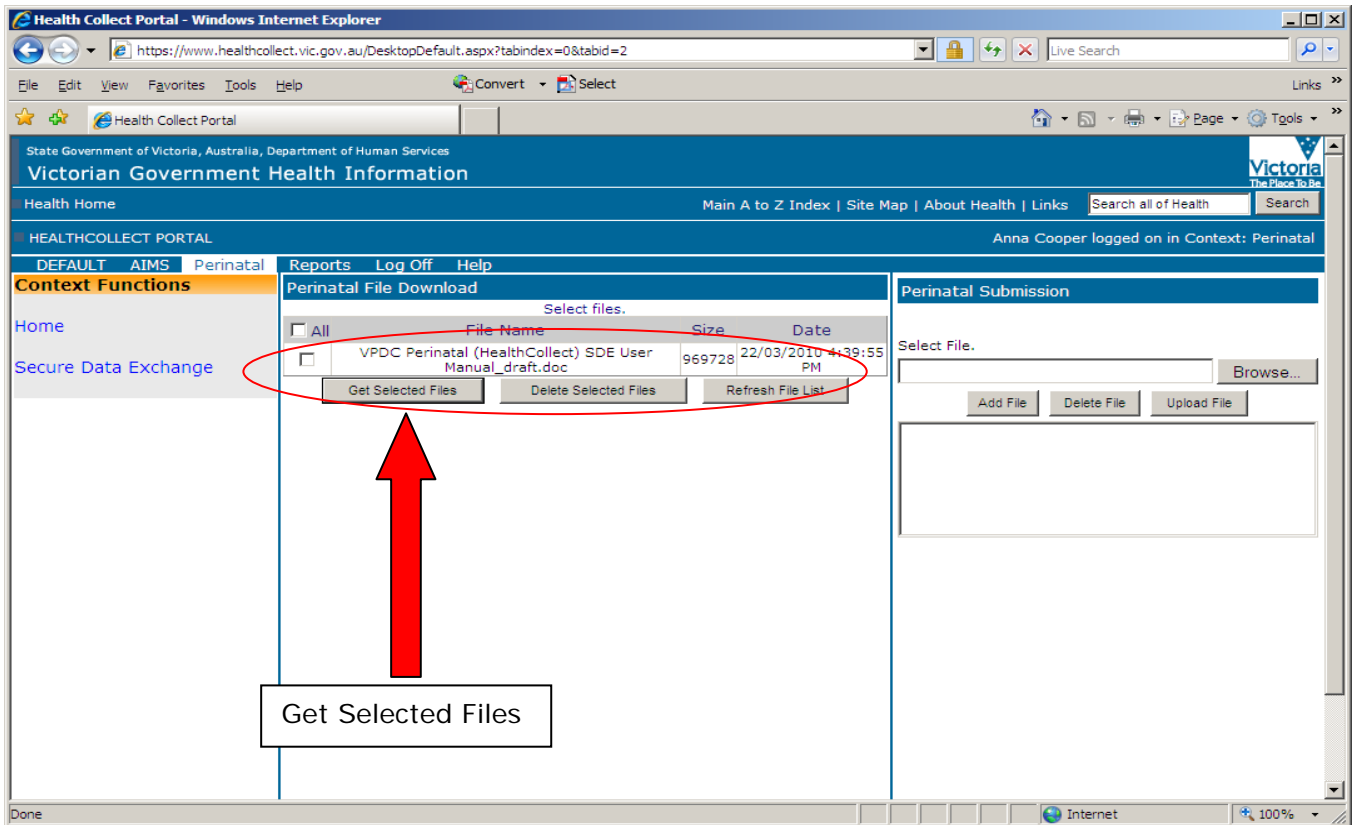 Health Collect Portal - Windows Internet Explorer
https://www.healthcollect.vic.gov.au/DesktopDefault.aspx?tabindex=0&tabid=2
Live Search
File Edit View Favorites Tools Help
Convert Select
Links »
Health Collect Portal
Page Tools »
State Government of Victoria, Australia, Department of Human Services
Victorian Government Health Information
Victoria
The Place To Be
Health Home
Main A to Z Index | Site Map | About Health | Links
Search all of Health
Search
HEALTHCOLLECT PORTAL
Anna Cooper logged on in Context: Perinatal
DEFAULT AIMS Perinatal Reports Log Off Help
Context Functions
Home
Secure Data Exchange
Perinatal File Download
Select files.
All File Name Size Date
VPDC Perinatal (HealthCollect) SDE User
Manual_draft.doc
969728
22/03/2010 4:39:55
PM
Get Selected Files Delete Selected Files Refresh File List
Perinatal Submission
Select File.
Browse...
Add File Delete File Upload File
Get Selected Files
Done
Internet
100%